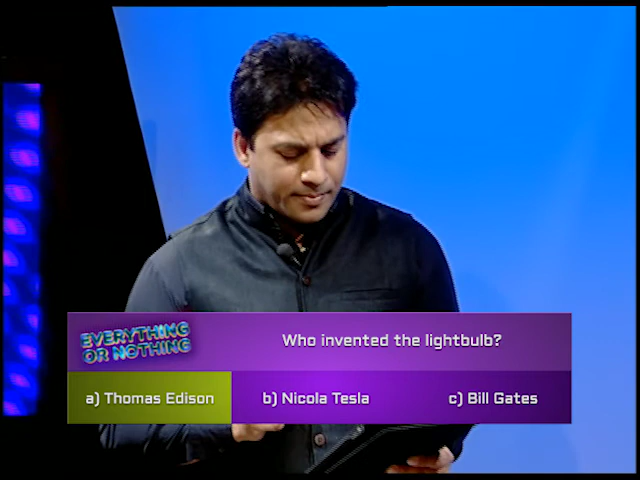 EVERYTHING
OR NOTHING
Who invented the lightbulb?
a) Thomas Edison
b) Nicola Tesla
c) Bill Gates